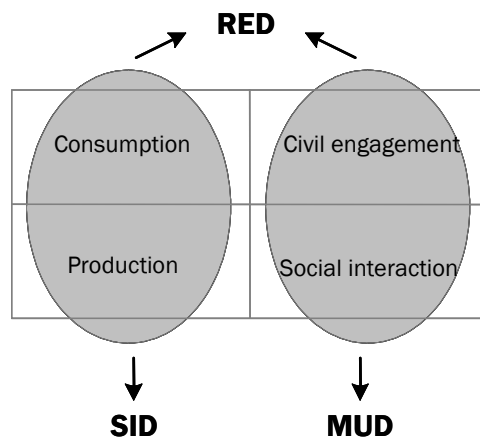 RED
Consumption
Civil engagement
Production
Social interaction
SID
MUD